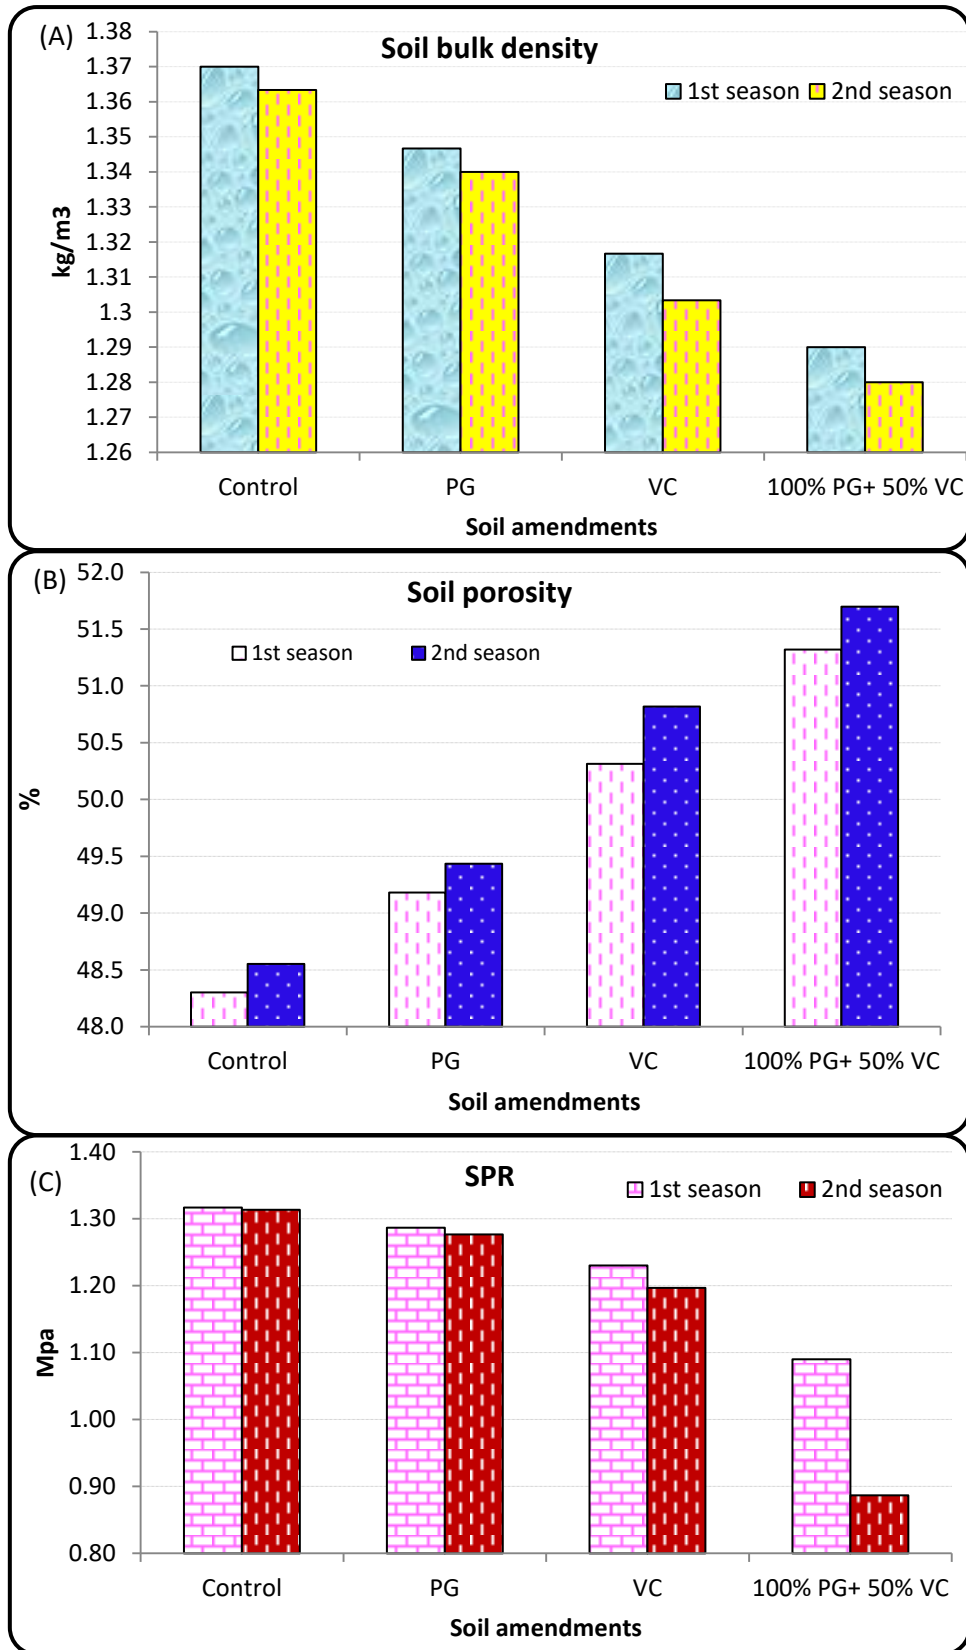 (A)
Soil bulk density
1st season 2nd season
1.38
1.37
1.36
1.35
1.34
1.33
1.32
1.31
1.3
1.29
1.28
1.27
1.26
kg/m3
Control PG VC 100% PG+ 50% VC
Soil amendments
(B)
Soil porosity
1st season 2nd season
52.0
51.5
51.0
50.5
50.0
49.5
49.0
48.5
48.0
%
Control PG VC 100% PG+ 50% VC
Soil amendments
(C)
SPR
1st season 2nd season
1.40
1.30
1.20
1.10
1.00
0.90
0.80
Mpa
Control PG VC 100% PG+ 50% VC
Soil amendments